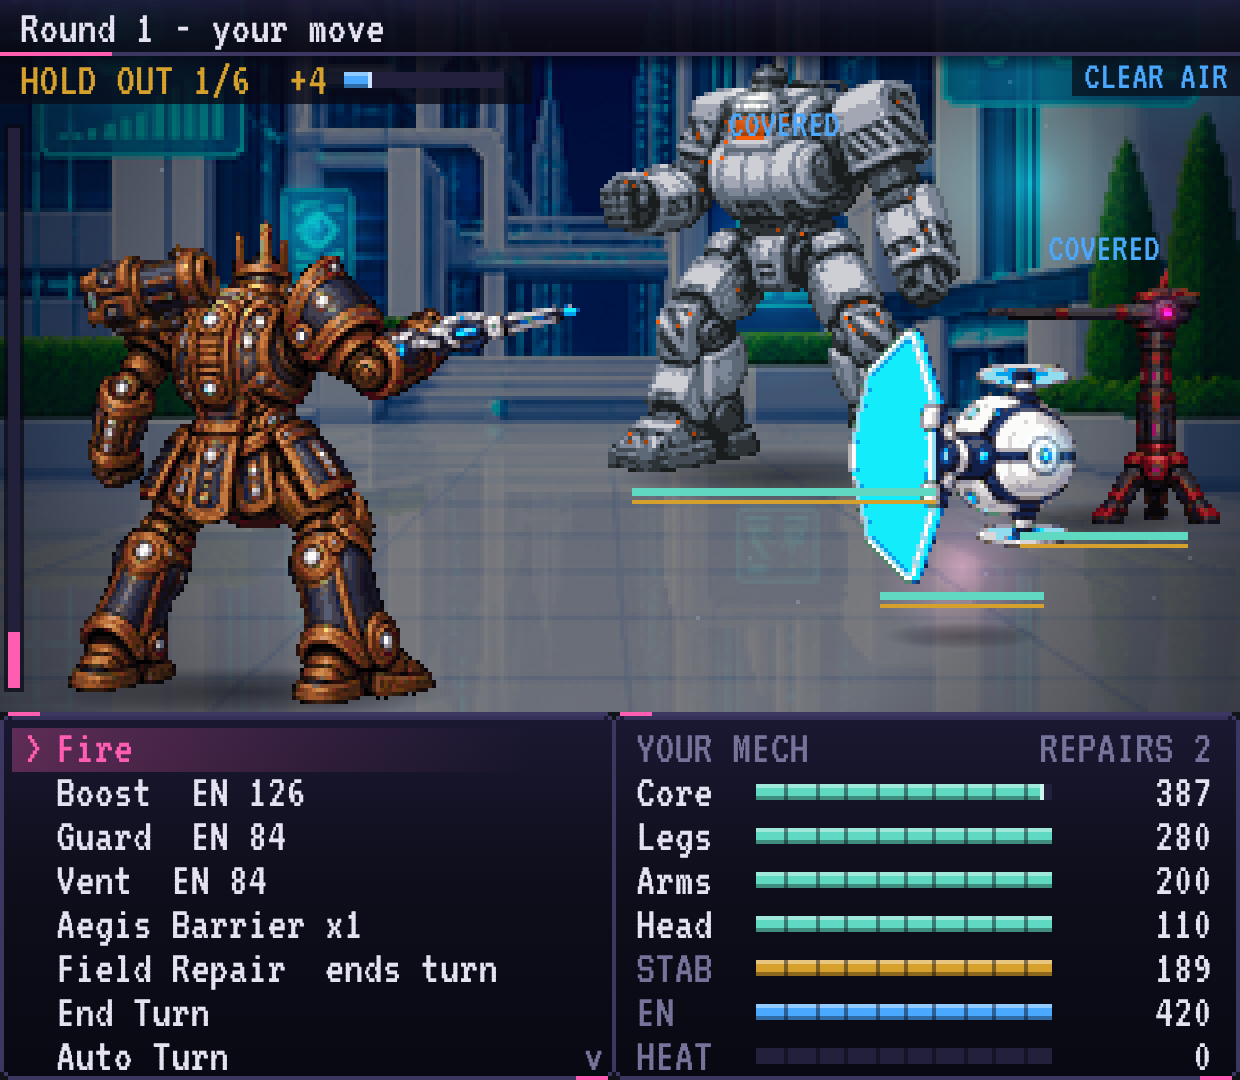 Round 1 - your move
HOLD OUT 1/6 +4
CLEAR AIR
COVERED
COVERED
> Fire
Boost EN 126
Guard EN 84
Vent EN 84
Aegis Barrier x1
Field Repair ends turn
End Turn
Auto Turn v
YOUR MECH REPAIRS 2
Core 387
Legs 280
Arms 200
Head 110
STAB 189
EN 420
HEAT 0